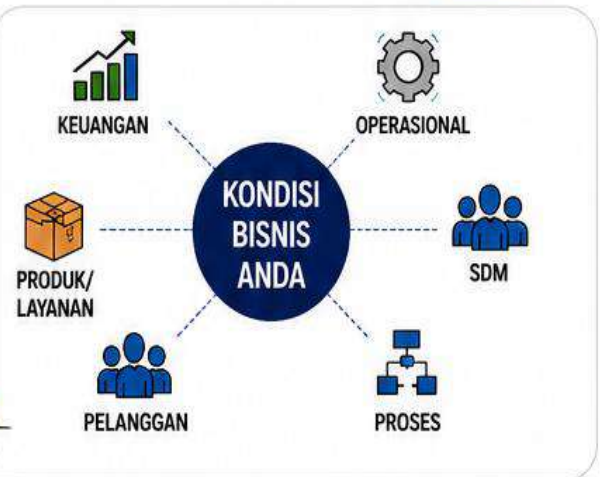 KEUANGAN
OPERASIONAL
KONDISI
BISNIS
ANDA
PRODUK/
LAYANAN
SDM
PELANGGAN
PROSES